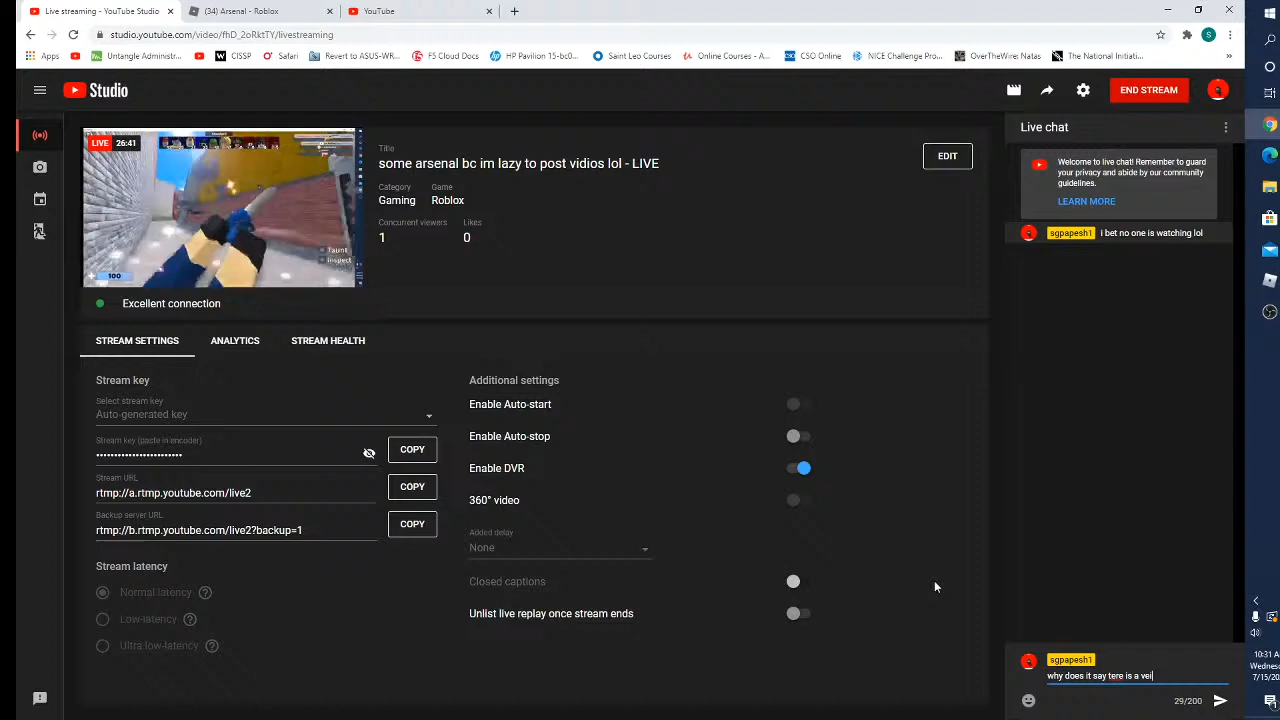 Live streaming - YouTube Studio
(34) Arsenal - Roblox
YouTube
studio.youtube.com/video/fhD_2oRktTY/livestreaming
Apps
Untangle Administr...
CISSP
Safari
Revert to ASUS-WR...
F5 Cloud Docs
HP Pavilion 15-bc0...
Saint Leo Courses
Online Courses - A...
CSO Online
NICE Challenge Pro...
OverTheWire: Natas
The National Initiati...
Studio
END STREAM
LIVE 26:41
Taunt
Inspect
100
Title
some arsenal bc im lazy to post vidios lol - LIVE
EDIT
Category
Game
Gaming
Roblox
Concurrent viewers
Likes
1
0
Excellent connection
STREAM SETTINGS
ANALYTICS
STREAM HEALTH
Stream key
Select stream key
Auto-generated key
Stream key (paste in encoder)
COPY
Stream URL
rtmp://a.rtmp.youtube.com/live2
COPY
Backup server URL
rtmp://b.rtmp.youtube.com/live2?backup=1
COPY
Stream latency
Normal latency
Low-latency
Ultra low-latency
Additional settings
Enable Auto-start
Enable Auto-stop
Enable DVR
360° video
Added delay
None
Closed captions
Unlist live replay once stream ends
Live chat
Welcome to live chat! Remember to guard
your privacy and abide by our community
guidelines.
LEARN MORE
sgpapesh1 i bet no one is watching lol
sgpapesh1
why does it say tere is a vei
29/200
10:31 A
Wednesda
7/15/20